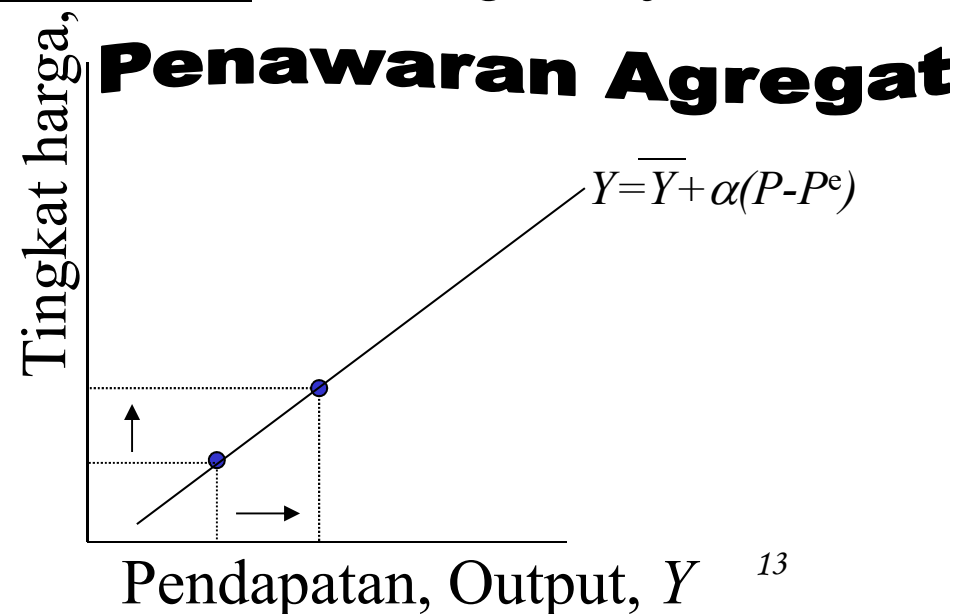 Penawaran Agregat
Tingkat harga,
Y=Y̅+α(P-Pᵉ)
Pendapatan, Output, Y
13